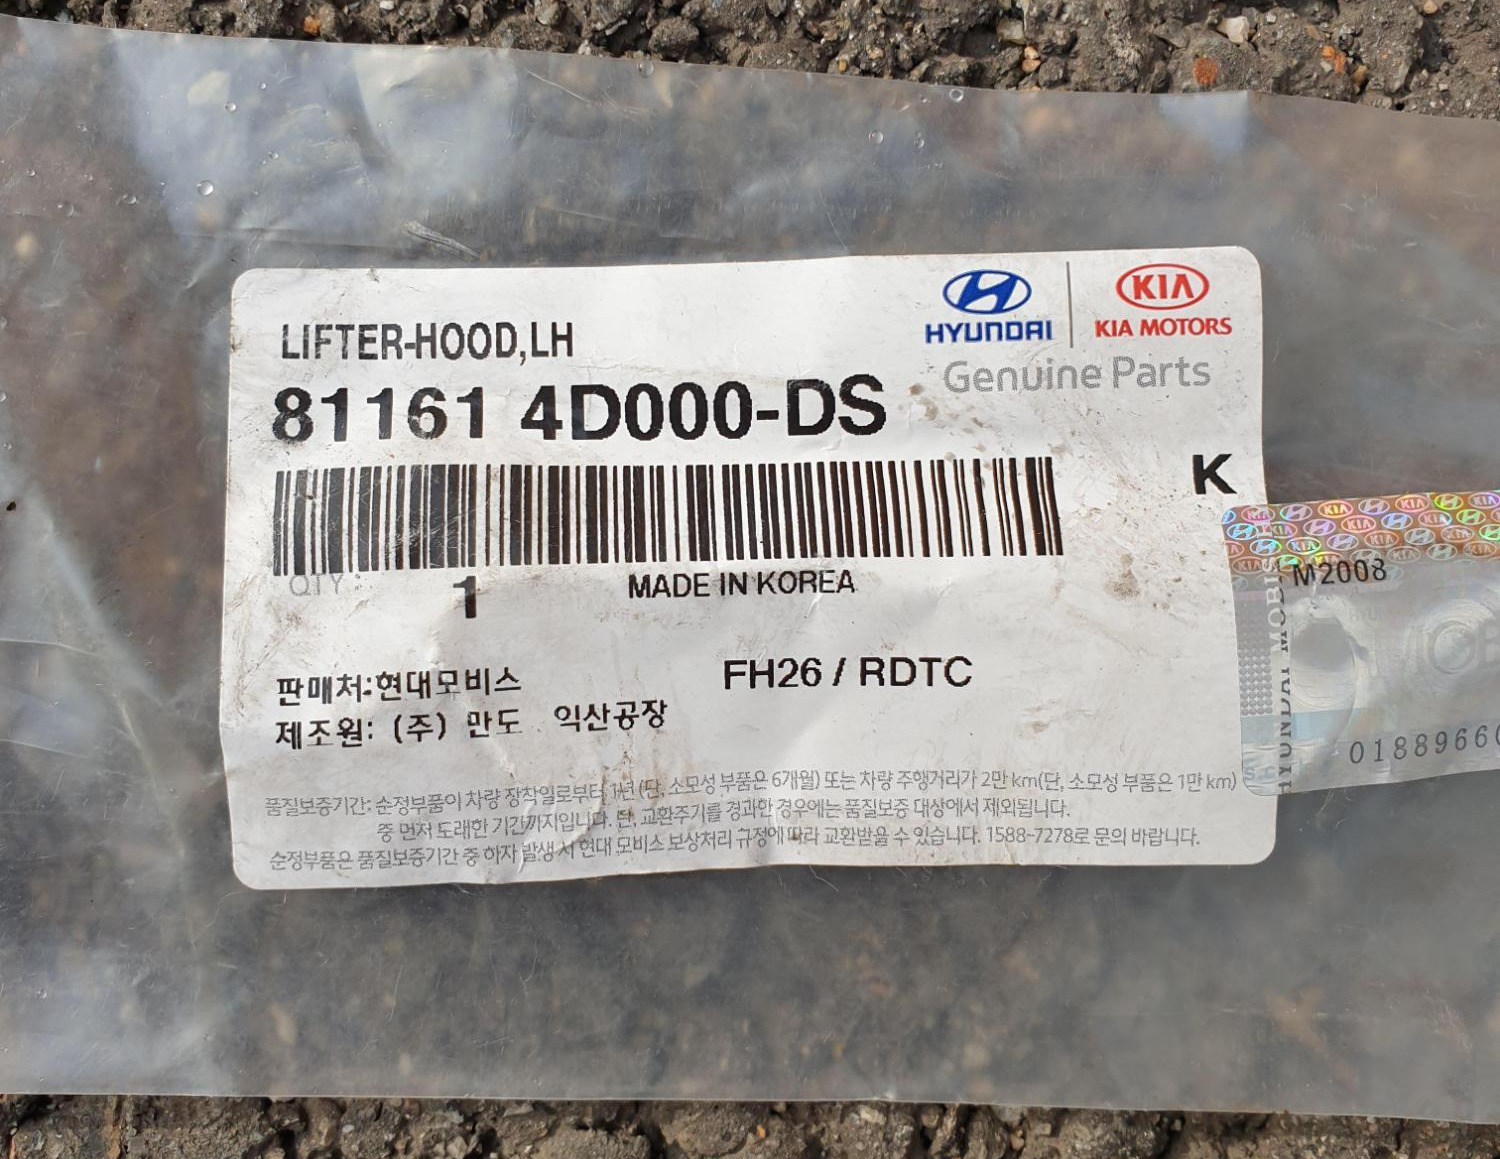 HYUNDAI
KIA
KIA MOTORS
Genuine Parts
LIFTER-HOOD,LH
81161 4D000-DS
K
QTY :
1
MADE IN KOREA
M2008
HYUNDAI MOBIS
판매처:현대모비스
FH26 / RDTC
제조원: (주) 만도 익산공장
0188966
품질보증기간: 순정부품이 차량 장착일로부터 1년(단, 소모성 부품은 6개월) 또는 차량 주행거리가 2만 km(단, 소모성 부품은 1만 km)
중 먼저 도래한 기간까지입니다. 단, 교환주기를 경과한 경우에는 품질보증 대상에서 제외됩니다.
순정부품은 품질보증기간 중 하자 발생 시 현대 모비스 보상처리 규정에 따라 교환받을 수 있습니다. 1588-7278로 문의 바랍니다.